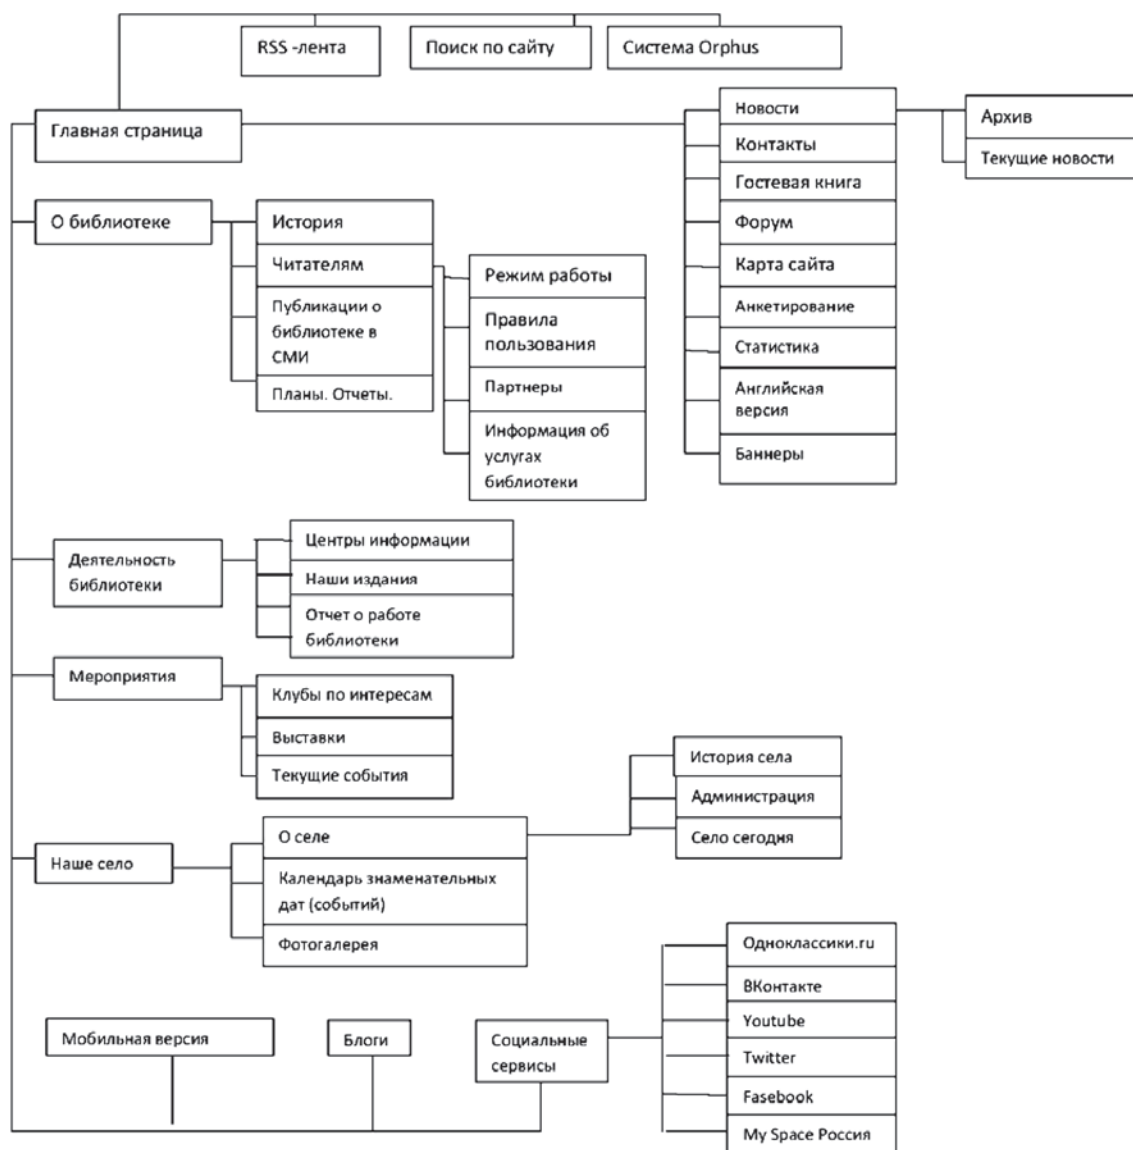 RSS -лента
Поиск по сайту
Система Orphus
Главная страница
Новости
Контакты
Гостевая книга
Форум
Карта сайта
Анкетирование
Статистика
Английская
версия
Баннеры
Архив
Текущие новости
О библиотеке
История
Читателям
Публикации о
библиотеке в
СМИ
Планы. Отчеты.
Режим работы
Правила
пользования
Партнеры
Информация об
услугах
библиотеки
Деятельность
библиотеки
Центры информации
Наши издания
Отчет о работе
библиотеки
Мероприятия
Клубы по интересам
Выставки
Текущие события
Наше село
О селе
Календарь знаменательных
дат (событий)
Фотогалерея
История села
Администрация
Село сегодня
Мобильная версия
Блоги
Социальные
сервисы
Одноклассики.ru
ВКонтакте
Youtube
Twitter
Fasebook
My Space Россия